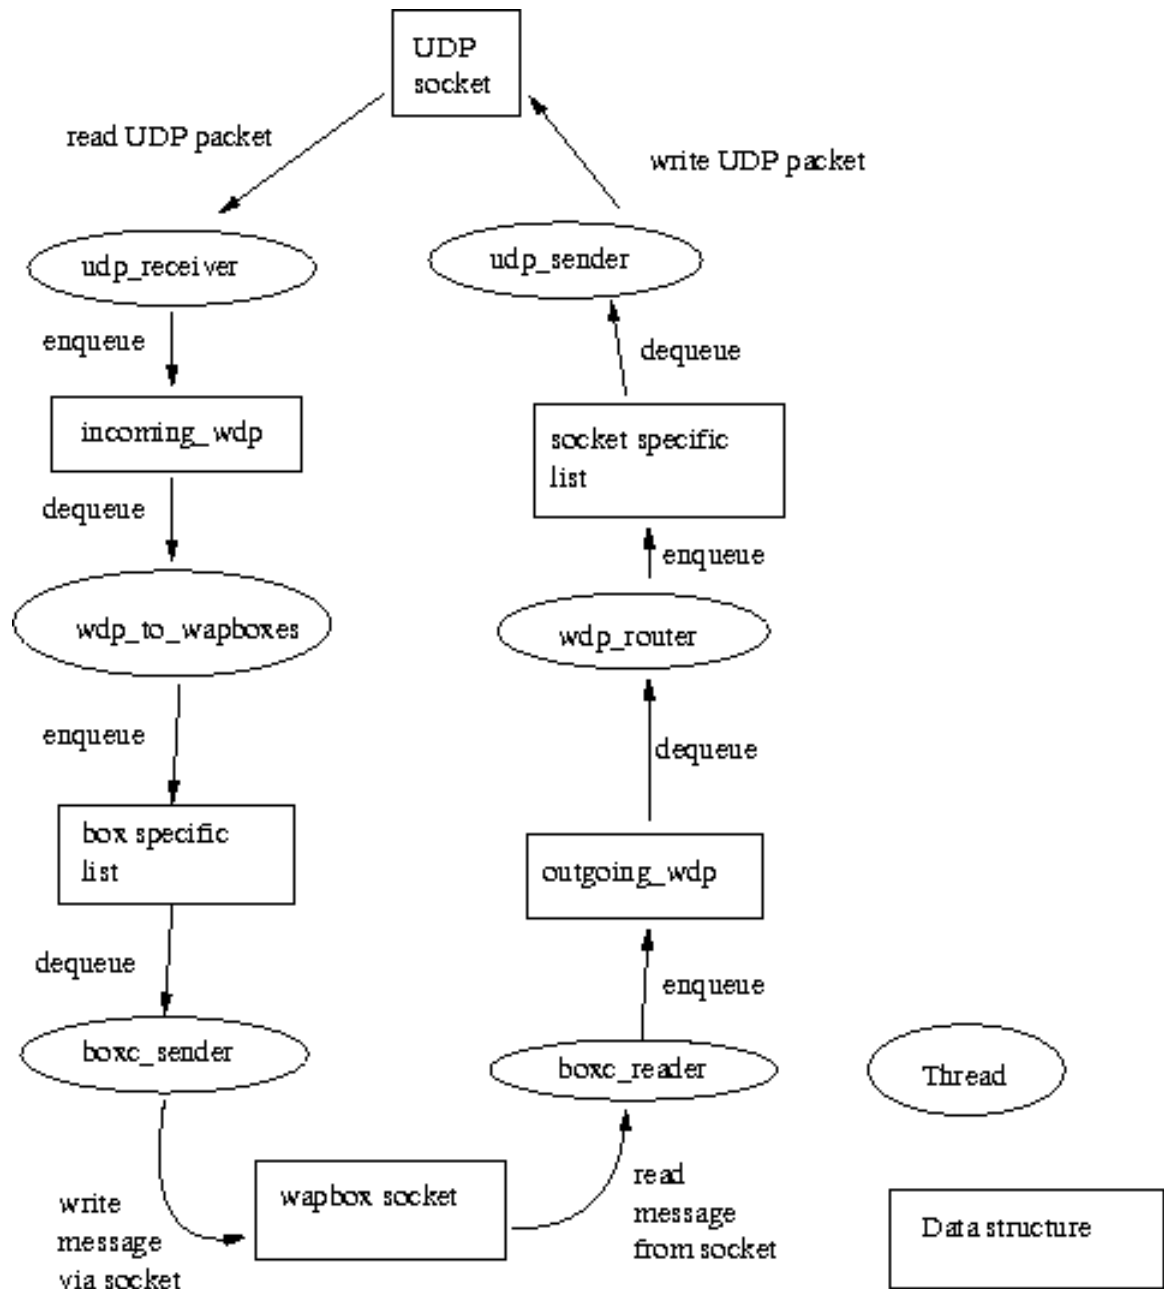 UDP
socket
read UDP packet
write UDP packet
udp_receiver
udp_sender
enqueue
dequeue
incoming_wdp
socket specific
list
dequeue
enqueue
wdp_to_wapboxes
wdp_router
enqueue
dequeue
box specific
list
outgoing_wdp
dequeue
enqueue
boxc_sender
boxc_reader
Thread
wapbox socket
read
message
from socket
write
message
via socket
Data structure